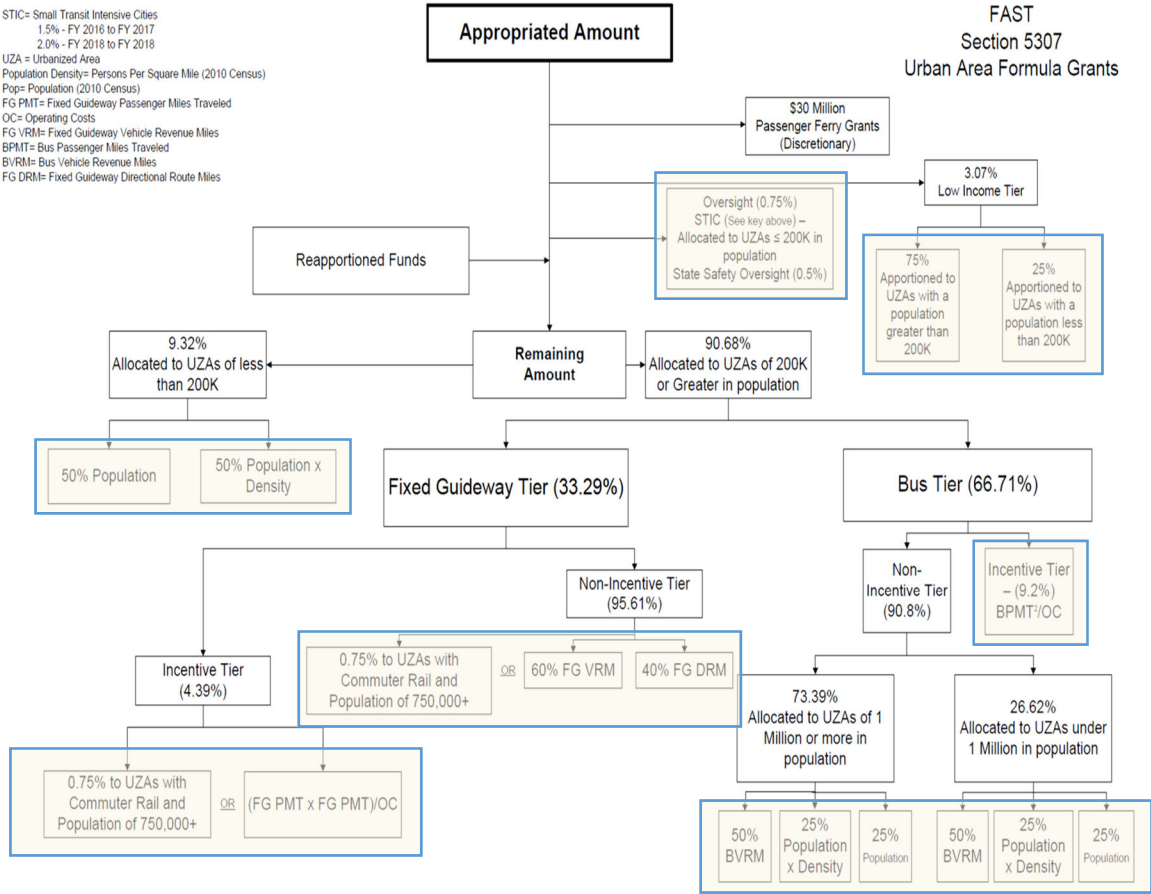 STIC= Small Transit Intensive Cities
1.5% - FY 2016 to FY 2017
2.0% - FY 2018 to FY 2018
UZA = Urbanized Area
Population Density= Persons Per Square Mile (2010 Census)
Pop= Population (2010 Census)
FG PMT= Fixed Guideway Passenger Miles Traveled
OC= Operating Costs
FG VRM= Fixed Guideway Vehicle Revenue Miles
BPMT= Bus Passenger Miles Traveled
BVRM= Bus Vehicle Revenue Miles
FG DRM= Fixed Guideway Directional Route Miles
Appropriated Amount
FAST
Section 5307
Urban Area Formula Grants
$30 Million
Passenger Ferry Grants
(Discretionary)
3.07%
Low Income Tier
Oversight (0.75%)
STIC (See key above) –
Allocated to UZAs ≤ 200K in
population
State Safety Oversight (0.5%)
75%
Apportioned to
UZAs with a
population
greater than
200K
25%
Apportioned to
UZAs with a
population less
than 200K
Reapportioned Funds
9.32%
Allocated to UZAs of less
than 200K
Remaining
Amount
90.68%
Allocated to UZAs of 200K
or Greater in population
50% Population
50% Population x
Density
Fixed Guideway Tier (33.29%)
Bus Tier (66.71%)
Non-Incentive Tier
(95.61%)
Non-
Incentive Tier
(90.8%)
Incentive Tier
– (9.2%)
BPMT²/OC
Incentive Tier
(4.39%)
0.75% to UZAs with
Commuter Rail and
Population of 750,000+
OR
60% FG VRM
40% FG DRM
73.39%
Allocated to UZAs of 1
Million or more in
population
26.62%
Allocated to UZAs under
1 Million in population
0.75% to UZAs with
Commuter Rail and
Population of 750,000+
OR
(FG PMT x FG PMT)/OC
50%
BVRM
25%
Population
x Density
25%
Population
50%
BVRM
25%
Population
x Density
25%
Population